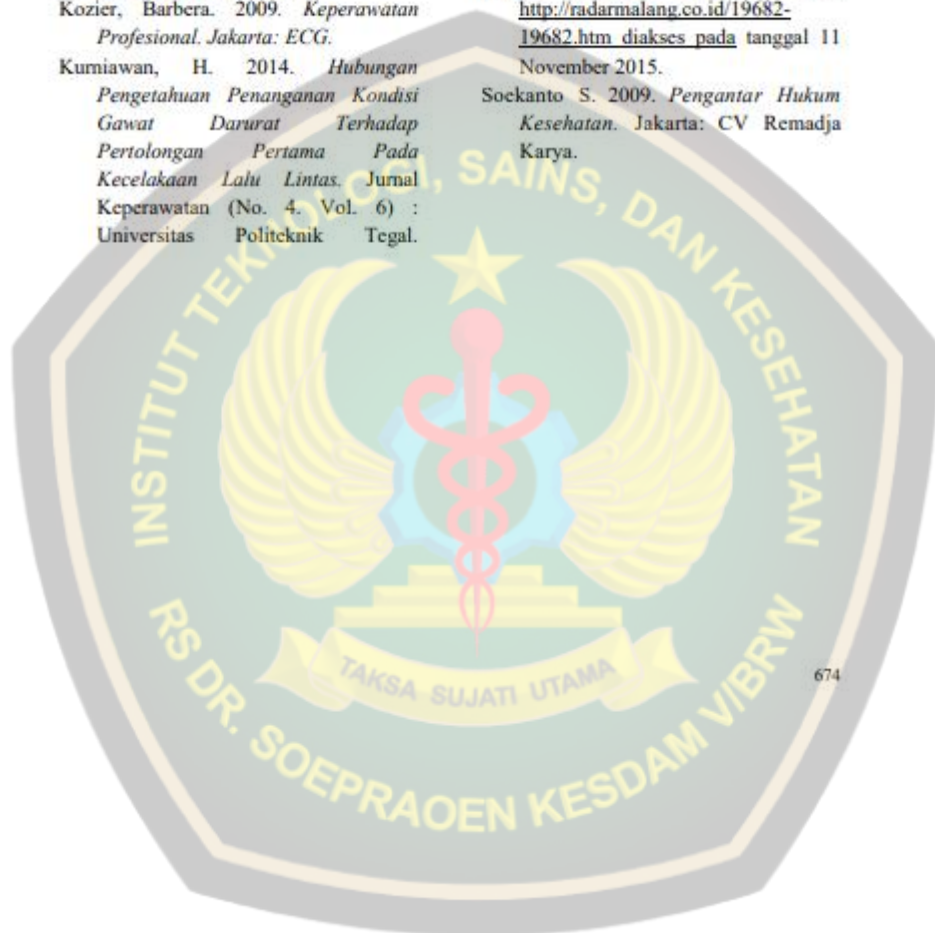 Kozier, Barbera. 2009. Keperawatan
Profesional. Jakarta: ECG.
Kurniawan, H. 2014. Hubungan
Pengetahuan Penanganan Kondisi
Gawat Darurat Terhadap
Pertolongan Pertama Pada
Kecelakaan Lalu Lintas. Jurnal
Keperawatan (No. 4. Vol. 6) :
Universitas Politeknik Tegal.
http://radarmalang.co.id/19682-
19682.htm diakses pada tanggal 11
November 2015.
Soekanto S. 2009. Pengantar Hukum
Kesehatan. Jakarta: CV Remadja
Karya.
INSTITUT TEKNOLOGI, SAINS, DAN KESEHATAN
TAKSA SUJATI UTAMA
RS DR. SOEPRAOEN KESDAM V/BRW
674